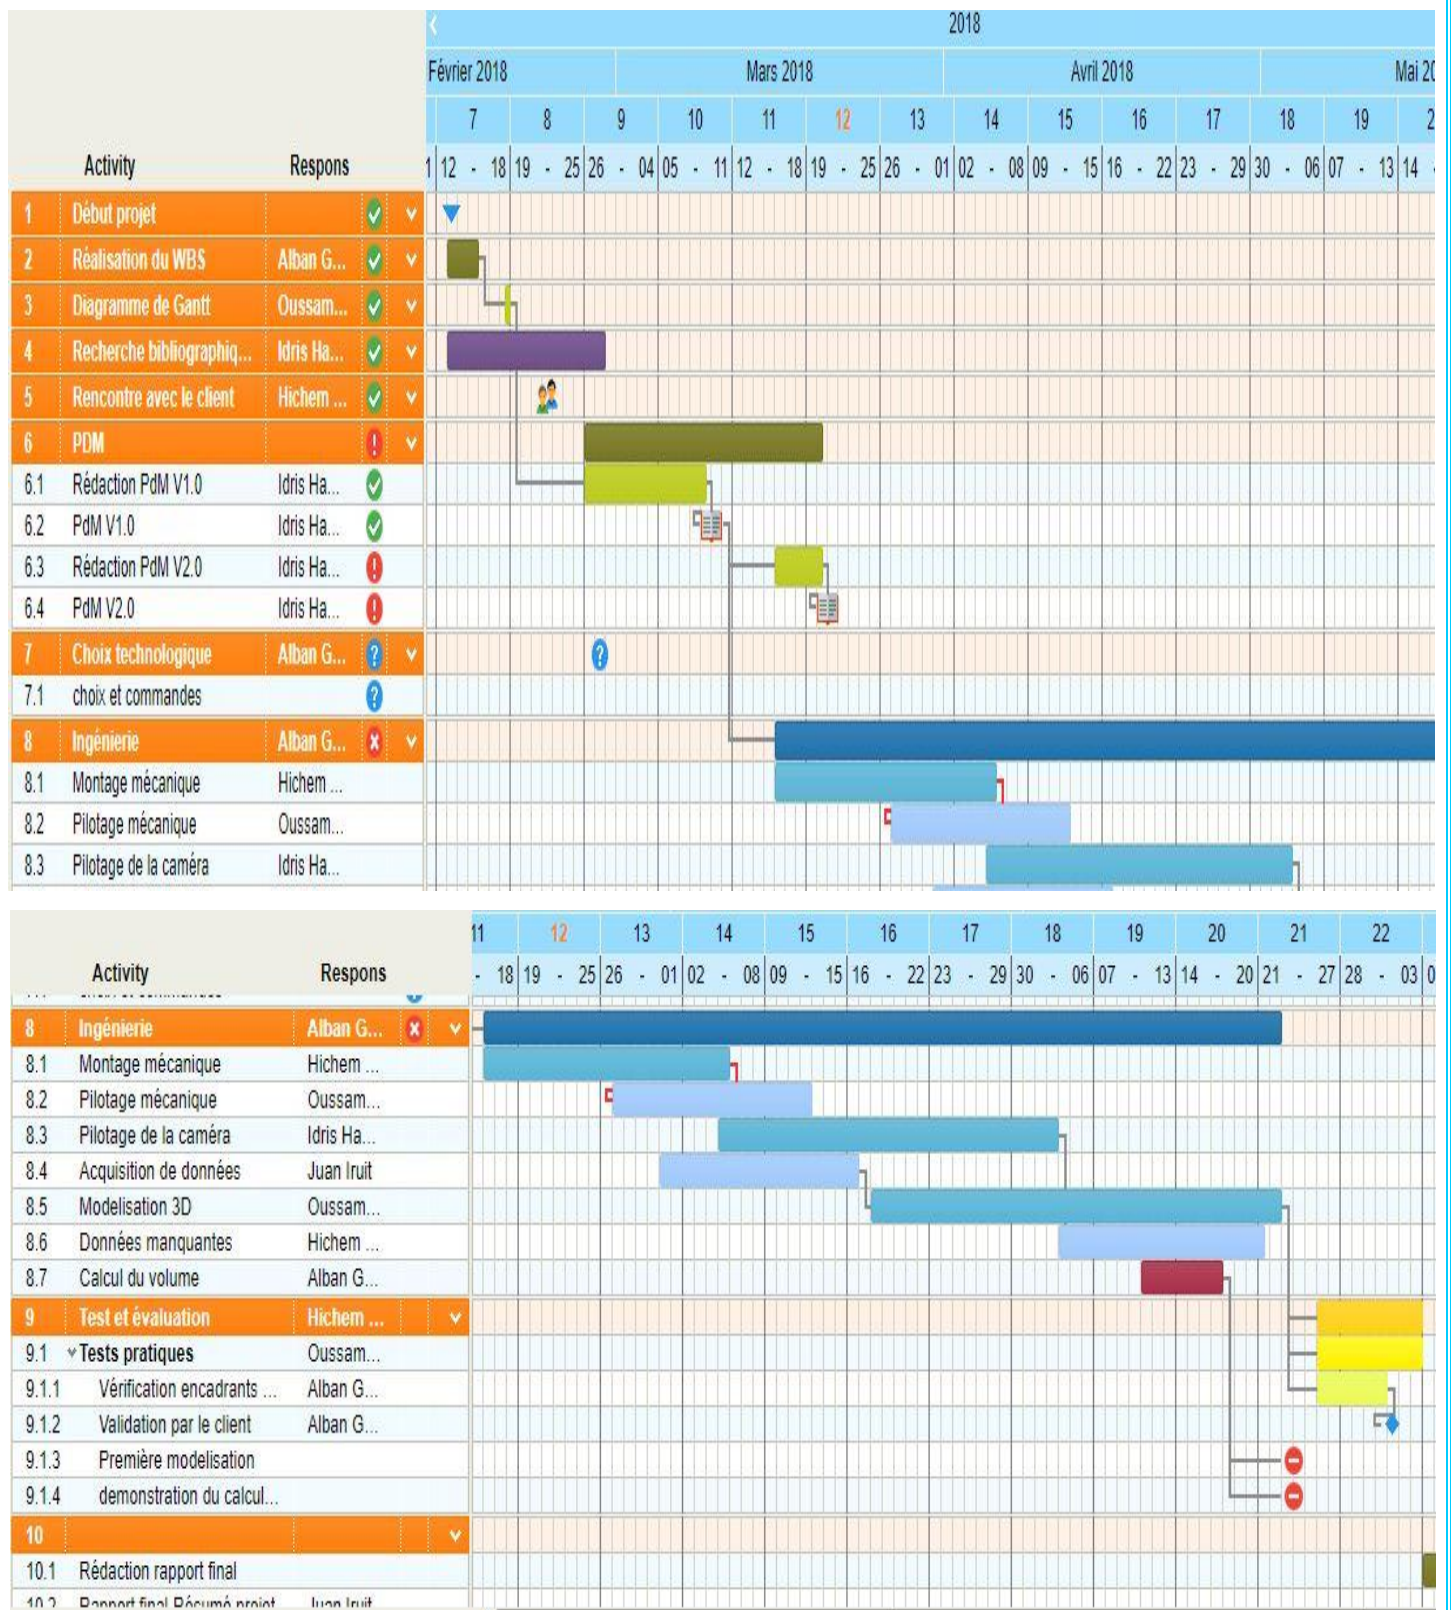 2018
Février 2018 Mars 2018 Avril 2018 Mai 20
7 8 9 10 11 12 13 14 15 16 17 18 19 2
Activity Respons 1 12 - 18 19 - 25 26 - 04 05 - 11 12 - 18 19 - 25 26 - 01 02 - 08 09 - 15 16 - 22 23 - 29 30 - 06 07 - 13 14 -
1 Début projet
2 Réalisation du WBS Alban G...
3 Diagramme de Gantt Oussam...
4 Recherche bibliographiq... Idris Ha...
5 Rencontre avec le client Hichem ...
6 PDM
6.1 Rédaction PdM V1.0 Idris Ha...
6.2 PdM V1.0 Idris Ha...
6.3 Rédaction PdM V2.0 Idris Ha...
6.4 PdM V2.0 Idris Ha...
7 Choix technologique Alban G...
7.1 choix et commandes
8 Ingénierie Alban G...
8.1 Montage mécanique Hichem ...
8.2 Pilotage mécanique Oussam...
8.3 Pilotage de la caméra Idris Ha...
11 12 13 14 15 16 17 18 19 20 21 22
Activity Respons - 18 19 - 25 26 - 01 02 - 08 09 - 15 16 - 22 23 - 29 30 - 06 07 - 13 14 - 20 21 - 27 28 - 03 0
8 Ingénierie Alban G...
8.1 Montage mécanique Hichem ...
8.2 Pilotage mécanique Oussam...
8.3 Pilotage de la caméra Idris Ha...
8.4 Acquisition de données Juan Iruit
8.5 Modelisation 3D Oussam...
8.6 Données manquantes Hichem ...
8.7 Calcul du volume Alban G...
9 Test et évaluation Hichem ...
9.1 Tests pratiques Oussam...
9.1.1 Vérification encadrants ... Alban G...
9.1.2 Validation par le client Alban G...
9.1.3 Première modelisation
9.1.4 demonstration du calcul...
10
10.1 Rédaction rapport final
10.2 Rapport final Résumé projet Juan Iruit